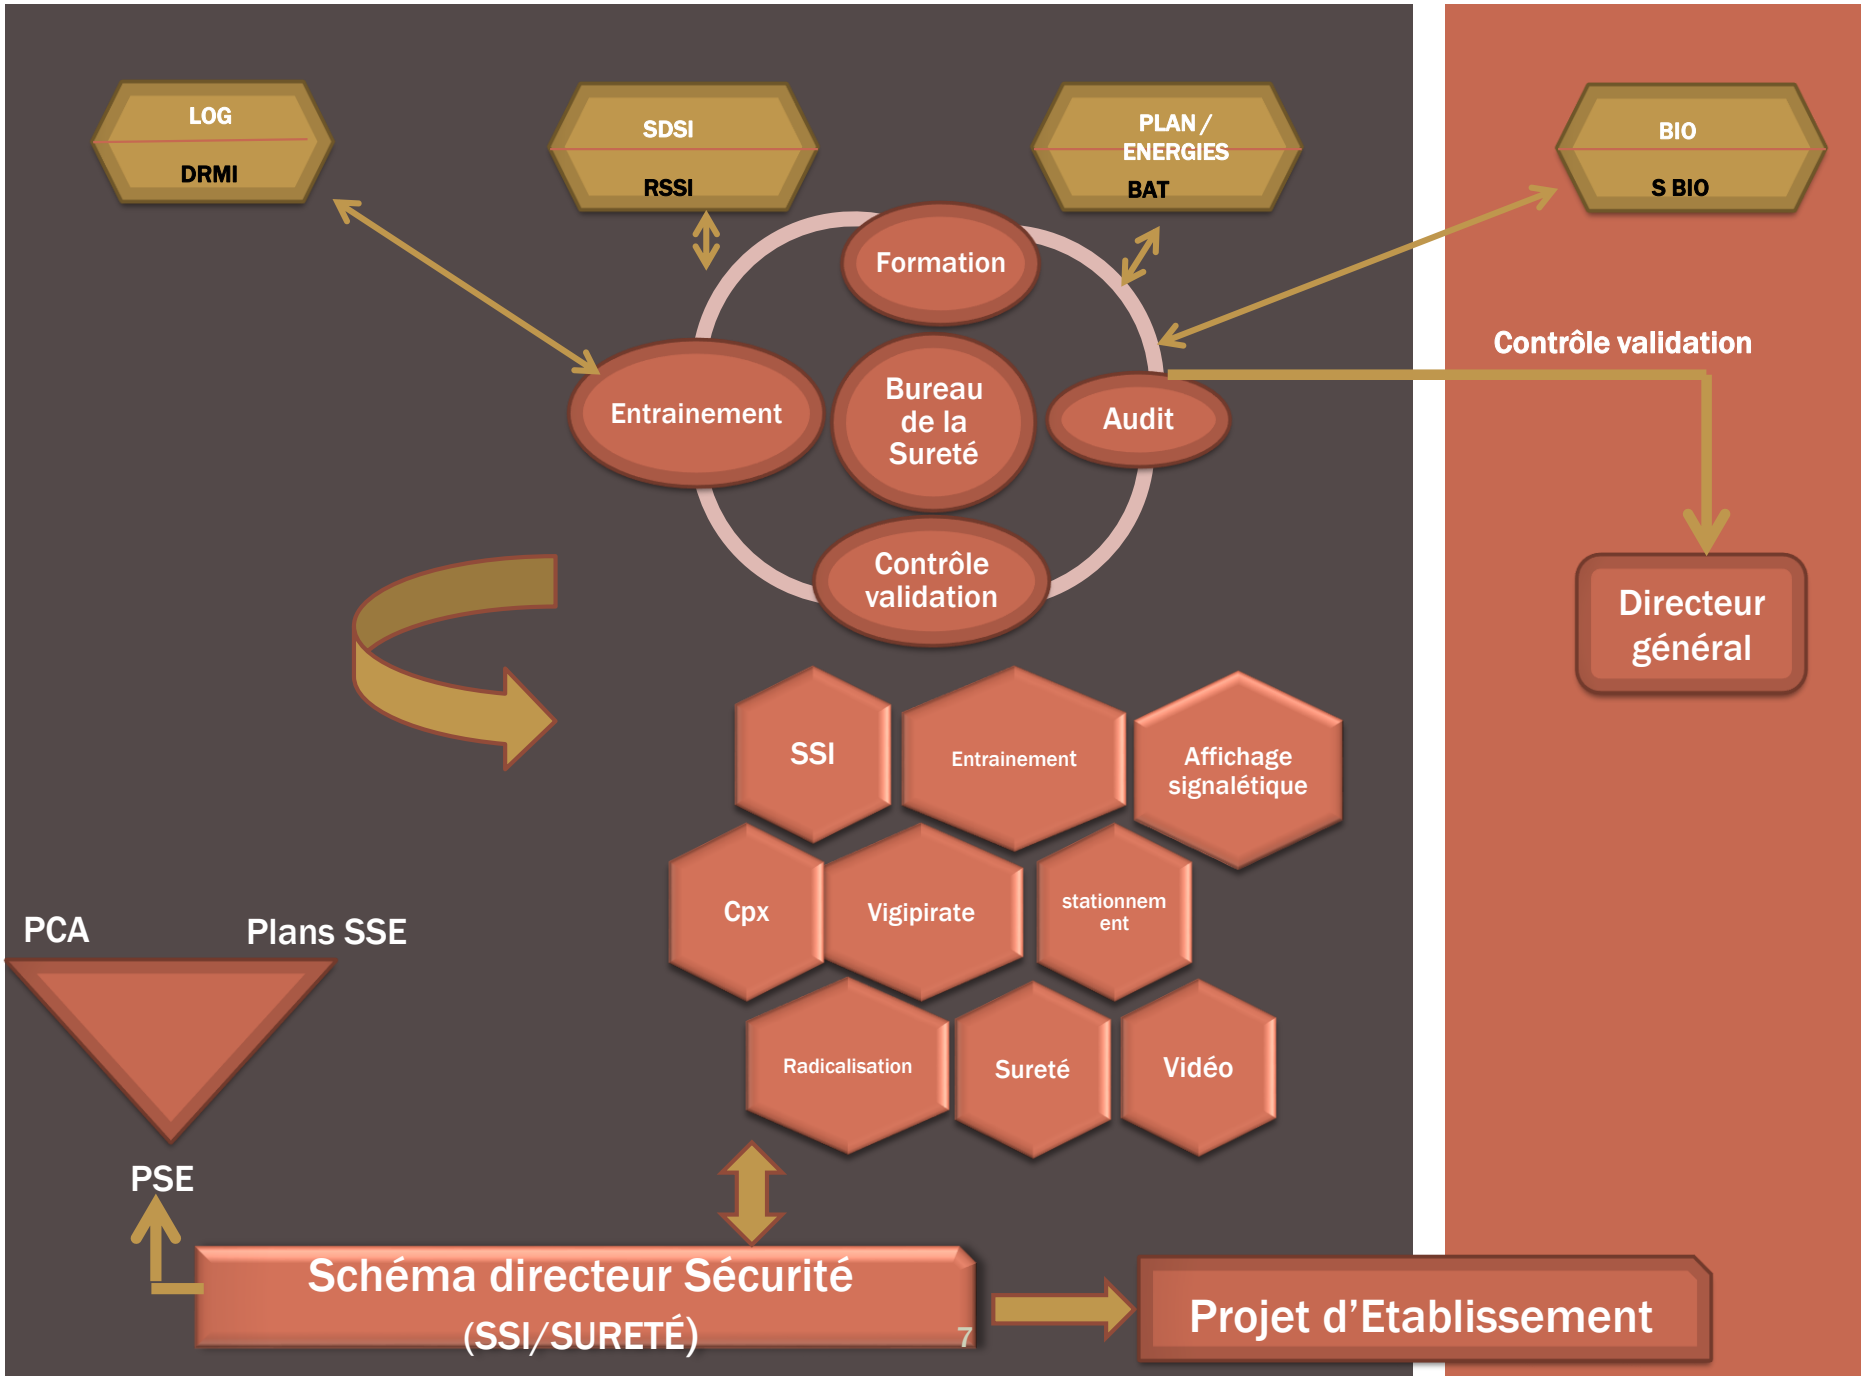 LOG
DRMI
SDSI
RSSI
PLAN /
ENERGIES
BAT
BIO
S BIO
Formation
Contrôle validation
Entrainement
Bureau
de la
Sureté
Audit
Contrôle
validation
Directeur
général
SSI
Entrainement
Affichage
signalétique
Cpx
Vigipirate
stationnem
ent
PCA
Plans SSE
Radicalisation
Sureté
Vidéo
PSE
Schéma directeur Sécurité
(SSI/SURETÉ)
7
Projet d’Etablissement